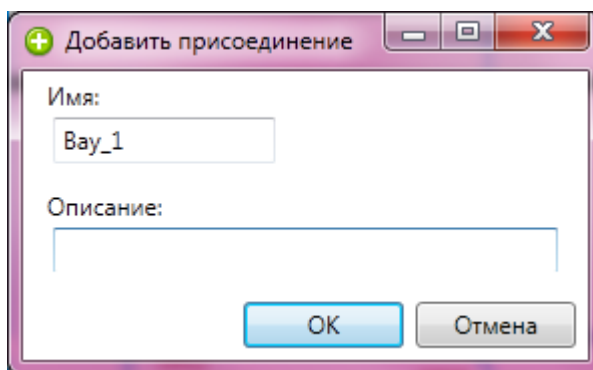 Добавить присоединение
Имя:
Bay_1
Описание:
OK Отмена